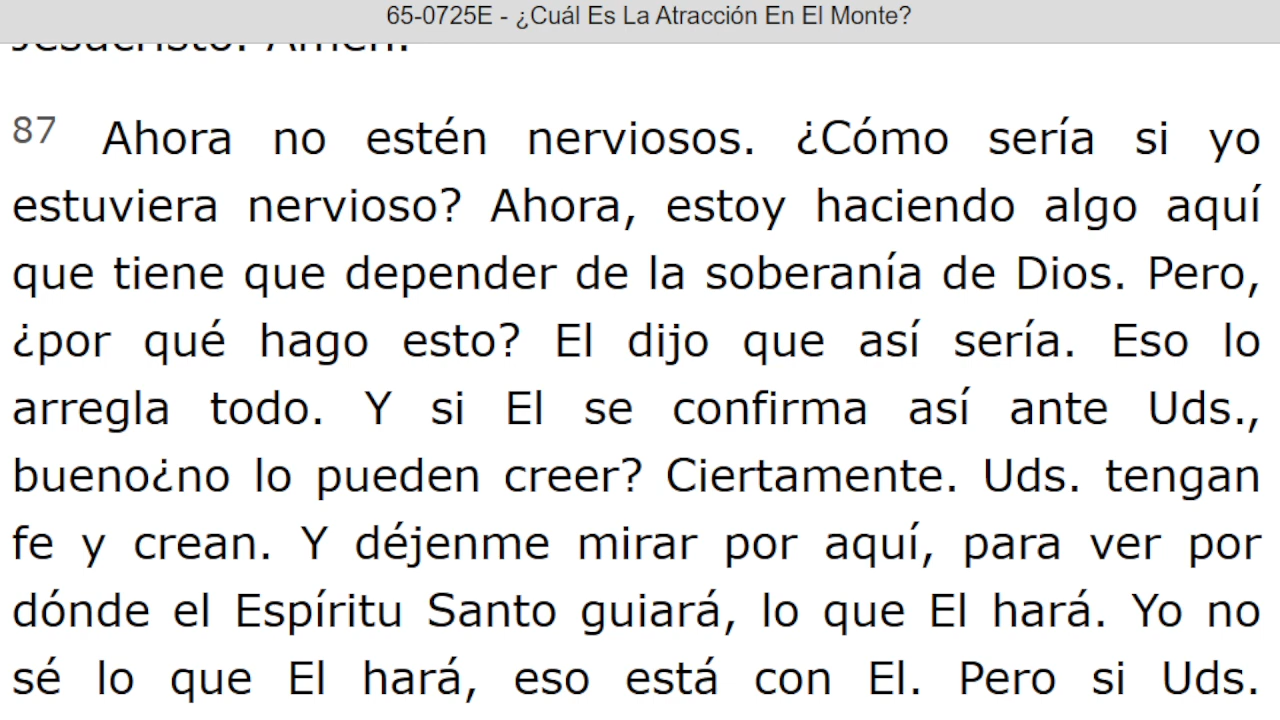 65-0725E - ¿Cuál Es La Atracción En El Monte?
Jesucristo. Amén.
87 Ahora no estén nerviosos. ¿Cómo sería si yo
estuviera nervioso? Ahora, estoy haciendo algo aquí
que tiene que depender de la soberanía de Dios. Pero,
¿por qué hago esto? El dijo que así sería. Eso lo
arregla todo. Y si El se confirma así ante Uds.,
bueno¿no lo pueden creer? Ciertamente. Uds. tengan
fe y crean. Y déjenme mirar por aquí, para ver por
dónde el Espíritu Santo guiará, lo que El hará. Yo no
sé lo que El hará, eso está con El. Pero si Uds.